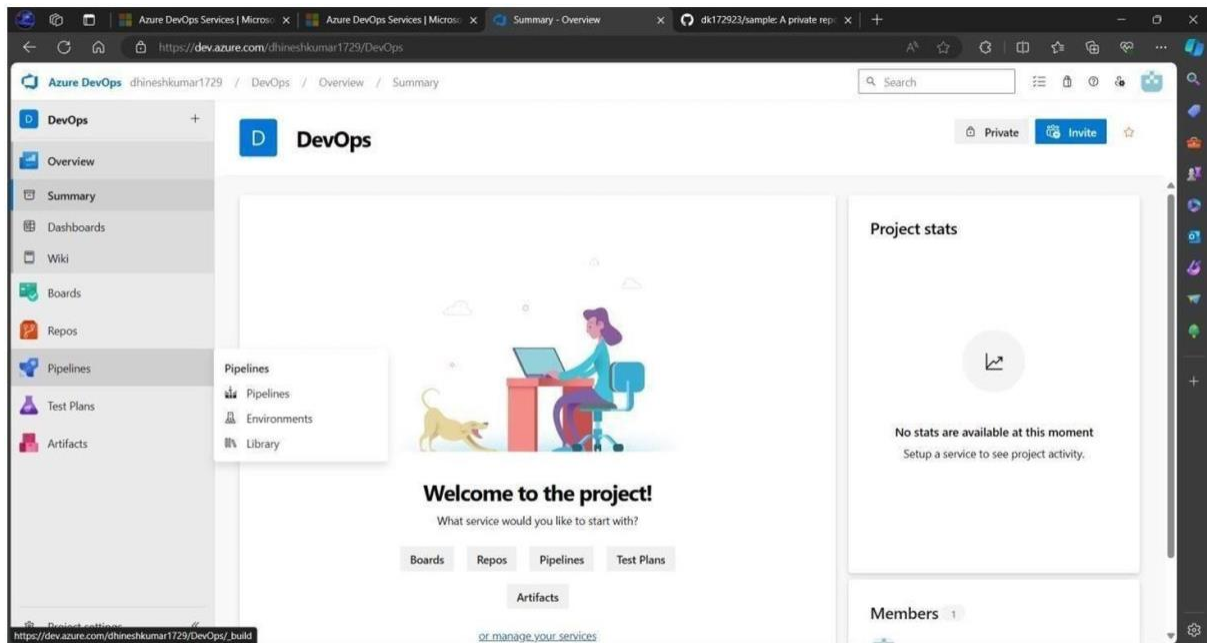 Azure DevOps Services | Microso
Azure DevOps Services | Microso
Summary - Overview
dk172923/sample: A private repo
https://dev.azure.com/dhineshkumar1729/DevOps
Azure DevOps dhineshkumar1729 / DevOps / Overview / Summary
Search
D DevOps +
D DevOps
Private
Invite
Overview
Summary
Dashboards
Wiki
Boards
Repos
Pipelines
Test Plans
Artifacts
Pipelines
Pipelines
Environments
Library
Welcome to the project!
What service would you like to start with?
Boards Repos Pipelines Test Plans
Artifacts
or manage your services
Project stats
No stats are available at this moment
Setup a service to see project activity.
Members 1
Project settings
https://dev.azure.com/dhineshkumar1729/DevOps/_build